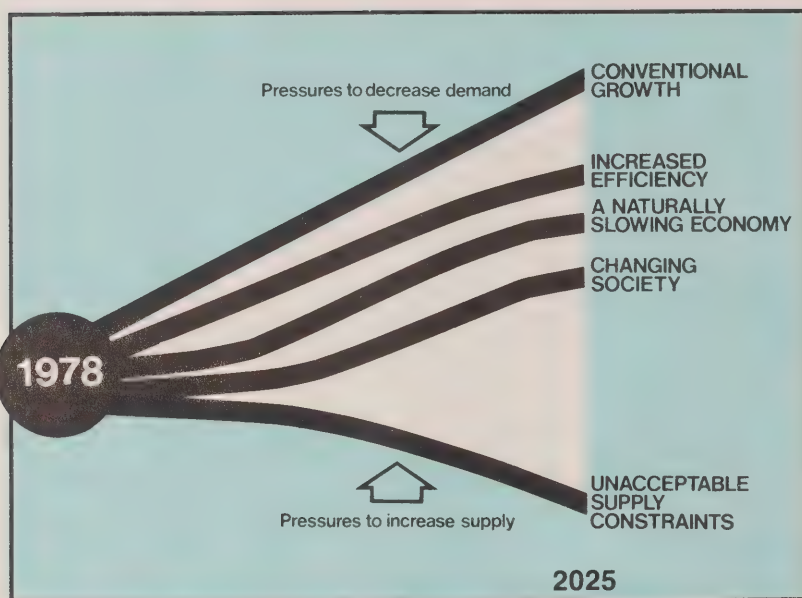 Pressures to decrease demand
CONVENTIONAL
GROWTH
INCREASED
EFFICIENCY
A NATURALLY
SLOWING ECONOMY
CHANGING
SOCIETY
1978
UNACCEPTABLE
SUPPLY
CONSTRAINTS
Pressures to increase supply
2025